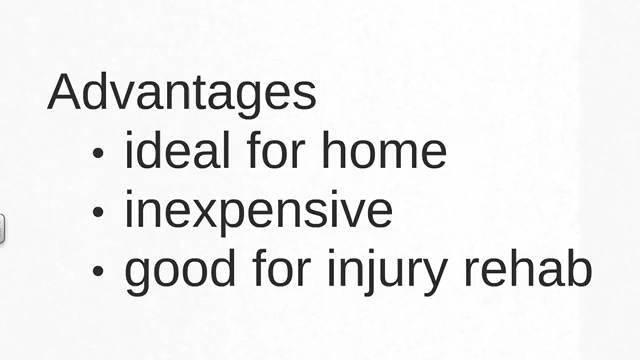 Advantages
• ideal for home
• inexpensive
• good for injury rehab